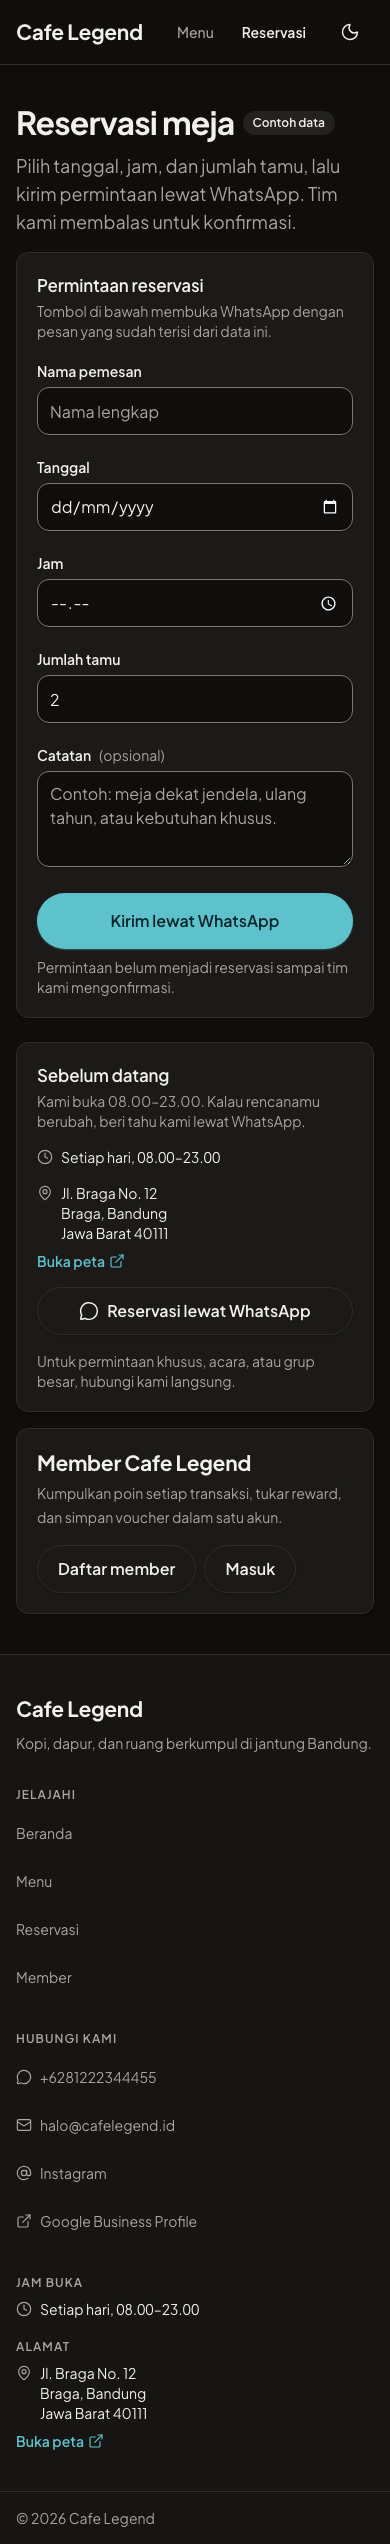 Cafe Legend Menu Reservasi
Reservasi meja Contoh data
Pilih tanggal, jam, dan jumlah tamu, lalu
kirim permintaan lewat WhatsApp. Tim
kami membalas untuk konfirmasi.
Permintaan reservasi
Tombol di bawah membuka WhatsApp dengan
pesan yang sudah terisi dari data ini.
Nama pemesan
Nama lengkap
Tanggal
dd/mm/yyyy
Jam
--.--
Jumlah tamu
2
Catatan (opsional)
Contoh: meja dekat jendela, ulang
tahun, atau kebutuhan khusus.
Kirim lewat WhatsApp
Permintaan belum menjadi reservasi sampai tim
kami mengonfirmasi.
Sebelum datang
Kami buka 08.00–23.00. Kalau rencanamu
berubah, beri tahu kami lewat WhatsApp.
Setiap hari, 08.00–23.00
Jl. Braga No. 12
Braga, Bandung
Jawa Barat 40111
Buka peta
Reservasi lewat WhatsApp
Untuk permintaan khusus, acara, atau grup
besar, hubungi kami langsung.
Member Cafe Legend
Kumpulkan poin setiap transaksi, tukar reward,
dan simpan voucher dalam satu akun.
Daftar member Masuk
Cafe Legend
Kopi, dapur, dan ruang berkumpul di jantung Bandung.
JELAJAHI
Beranda
Menu
Reservasi
Member
HUBUNGI KAMI
+6281222344455
halo@cafelegend.id
Instagram
Google Business Profile
JAM BUKA
Setiap hari, 08.00–23.00
ALAMAT
Jl. Braga No. 12
Braga, Bandung
Jawa Barat 40111
Buka peta
© 2026 Cafe Legend